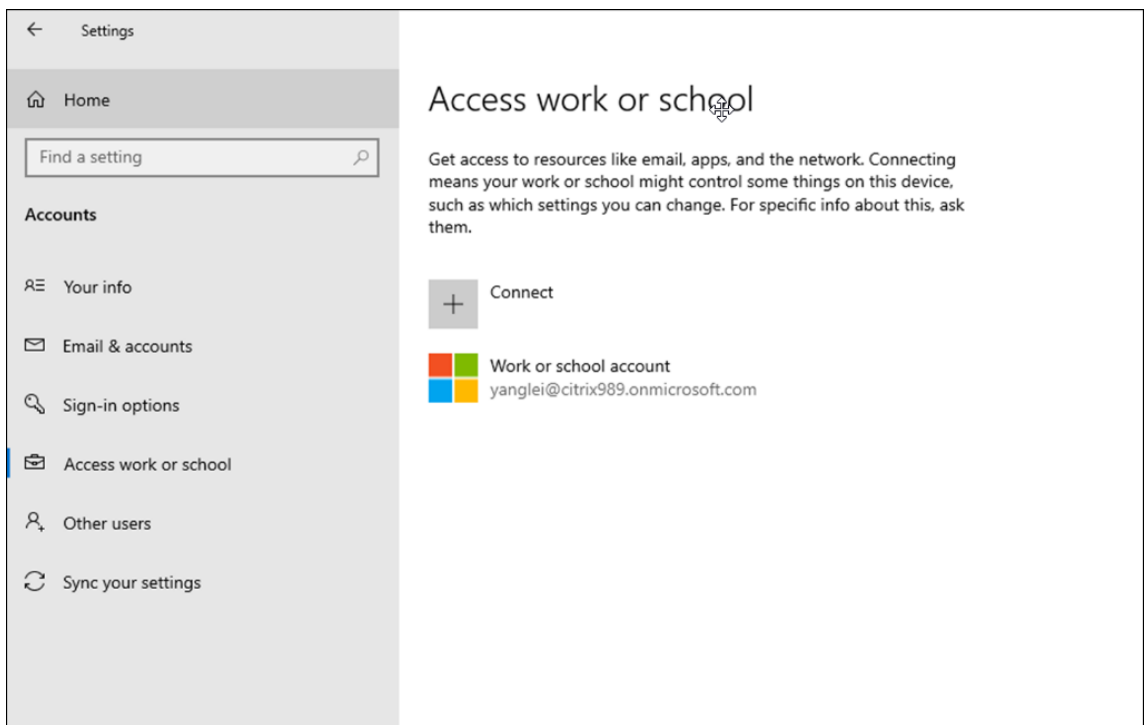 Settings
Home
Find a setting
Accounts
Your info
Email & accounts
Sign-in options
Access work or school
Other users
Sync your settings
Access work or school
Get access to resources like email, apps, and the network. Connecting
means your work or school might control some things on this device,
such as which settings you can change. For specific info about this, ask
them.
Connect
Work or school account
yanglei@citrix989.onmicrosoft.com